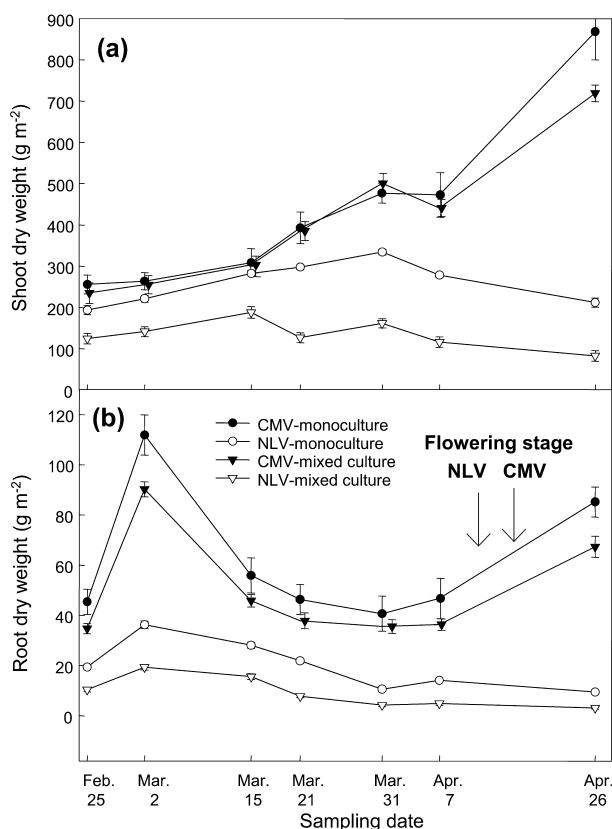 (a)
Shoot dry weight (g m-2)
900
800
700
600
500
400
300
200
100
0
(b)
Root dry weight (g m-2)
120
100
80
60
40
20
0
CMV-monoculture
NLV-monoculture
CMV-mixed culture
NLV-mixed culture
Flowering stage
NLV CMV
Feb. Mar. Mar. Mar. Mar. Apr. Apr.
25 2 15 21 31 7 26
Sampling date